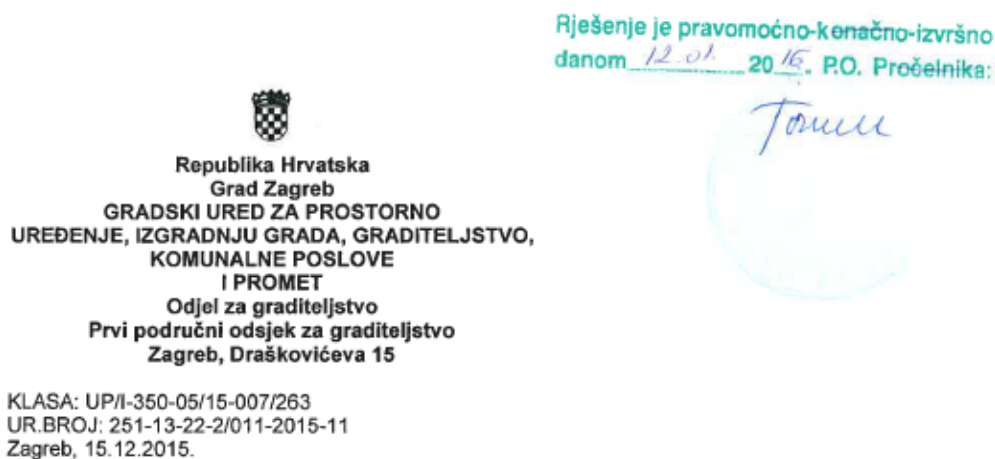 Rješenje je pravomoćno-konačno-izvršno
danom 12.01. 2016. P.O. Pročelnika:
Republika Hrvatska
Grad Zagreb
GRADSKI URED ZA PROSTORNO
UREĐENJE, IZGRADNJU GRADA, GRADITELJSTVO,
KOMUNALNE POSLOVE
I PROMET
Odjel za graditeljstvo
Prvi područni odsjek za graditeljstvo
Zagreb, Draškovićeva 15
KLASA: UP/I-350-05/15-007/263
UR.BROJ: 251-13-22-2/011-2015-11
Zagreb, 15.12.2015.